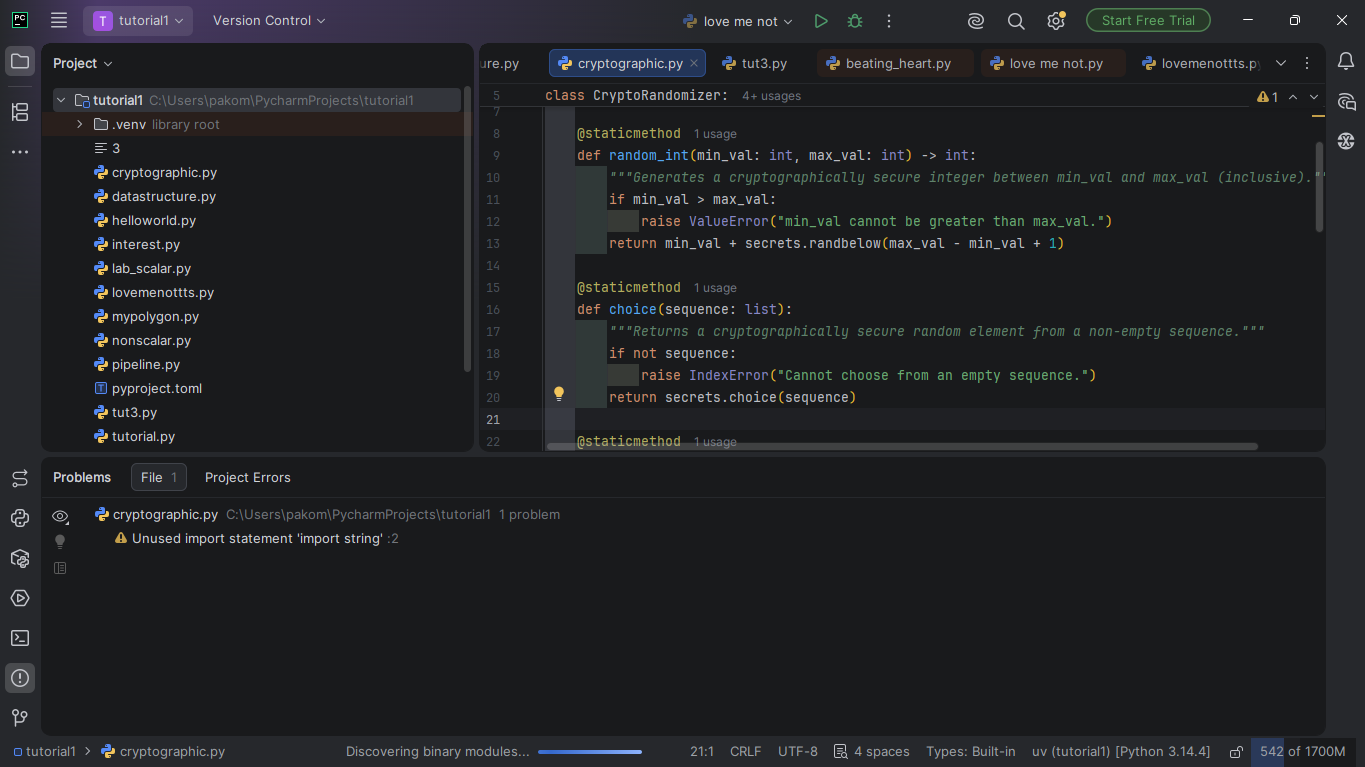 PC
T tutorial1 Version Control love me not Start Free Trial
Project
tutorial1 C:\Users\pakom\PycharmProjects\tutorial1
.venv library root
3
cryptographic.py
datastructure.py
helloworld.py
interest.py
lab_scalar.py
lovemenottts.py
mypolygon.py
nonscalar.py
pipeline.py
pyproject.toml
tut3.py
tutorial.py
ure.py cryptographic.py tut3.py beating_heart.py love me not.py lovemenottts.py
5 class CryptoRandomizer: 4+ usages 1
7
8 @staticmethod 1 usage
9 def random_int(min_val: int, max_val: int) -> int:
10 """Generates a cryptographically secure integer between min_val and max_val (inclusive).""
11 if min_val > max_val:
12 raise ValueError("min_val cannot be greater than max_val.")
13 return min_val + secrets.randbelow(max_val - min_val + 1)
14
15 @staticmethod 1 usage
16 def choice(sequence: list):
17 """Returns a cryptographically secure random element from a non-empty sequence."""
18 if not sequence:
19 raise IndexError("Cannot choose from an empty sequence.")
20 return secrets.choice(sequence)
21
22 @staticmethod 1 usage
Problems File 1 Project Errors
cryptographic.py C:\Users\pakom\PycharmProjects\tutorial1 1 problem
Unused import statement 'import string' :2
tutorial1 > cryptographic.py Discovering binary modules... 21:1 CRLF UTF-8 4 spaces Types: Built-in uv (tutorial1) [Python 3.14.4] 542 of 1700M